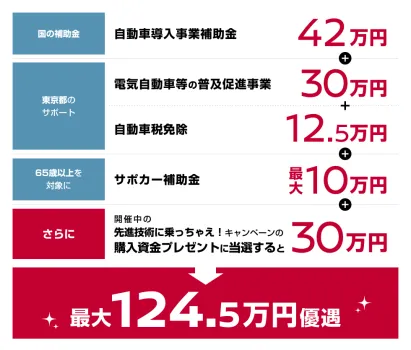 国の補助金
自動車導入事業補助金
42万円
+
東京都の
サポート
電気自動車等の普及促進事業
30万円
+
自動車税免除
12.5万円
+
65歳以上を
対象に
サポカー補助金
最大10万円
+
さらに
開催中の
先進技術に乗っちゃえ!キャンペーンの
購入資金プレゼントに当選すると
30万円
最大124.5万円優遇